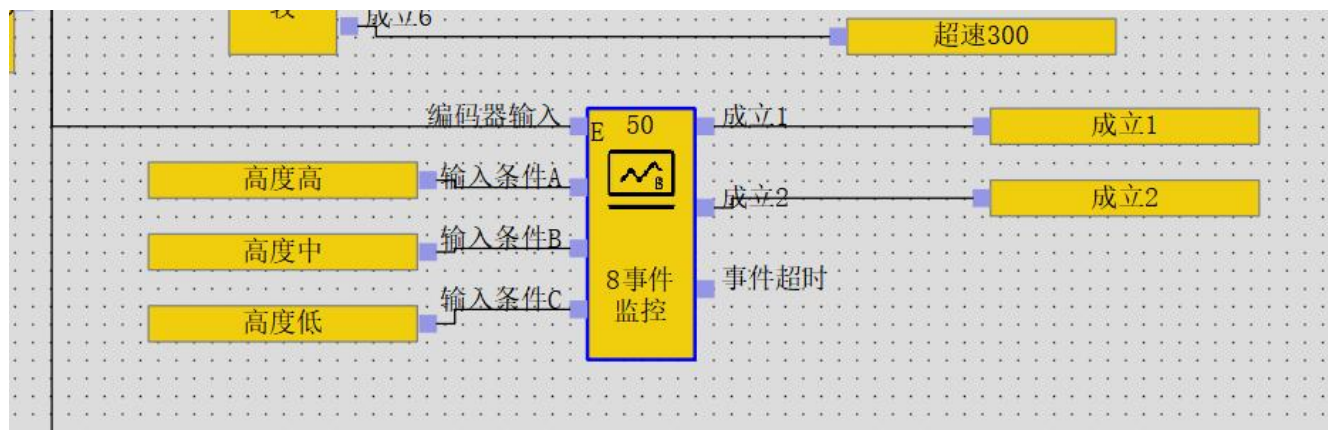 成立6
超速300
编码器输入
E
50
成立1
成立1
高度高
输入条件A
B
成立2
成立2
高度中
输入条件B
8事件
监控
事件超时
高度低
输入条件C